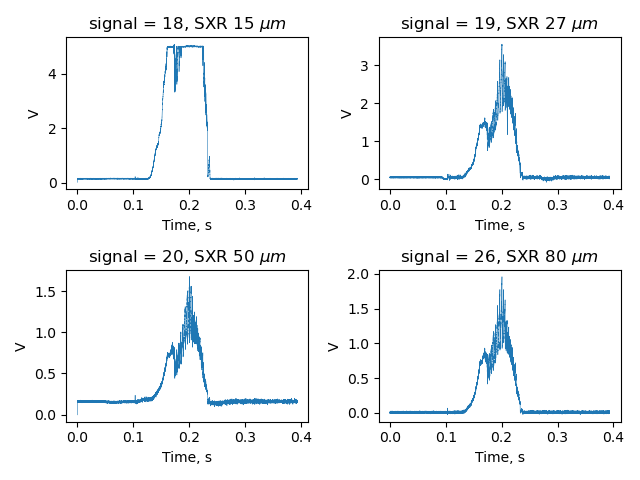 signal = 18, SXR 15 μm
signal = 19, SXR 27 μm
4
2
0
V
0.0 0.1 0.2 0.3 0.4
Time, s
3
2
1
0
V
0.0 0.1 0.2 0.3 0.4
Time, s
signal = 20, SXR 50 μm
signal = 26, SXR 80 μm
1.5
1.0
0.5
0.0
V
0.0 0.1 0.2 0.3 0.4
Time, s
2.0
1.5
1.0
0.5
0.0
V
0.0 0.1 0.2 0.3 0.4
Time, s